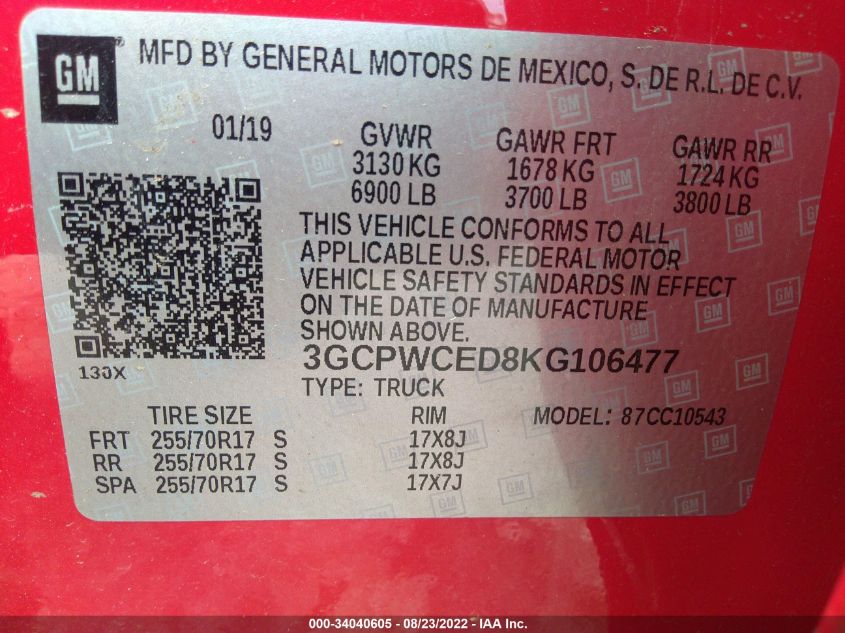 GM MFD BY GENERAL MOTORS DE MEXICO, S. DE R.L. DE C.V.
01/19 GVWR GAWR FRT GAWR RR
3130 KG 1678 KG 1724 KG
6900 LB 3700 LB 3800 LB
THIS VEHICLE CONFORMS TO ALL
APPLICABLE U.S. FEDERAL MOTOR
VEHICLE SAFETY STANDARDS IN EFFECT
ON THE DATE OF MANUFACTURE
SHOWN ABOVE.
3GCPWCED8KG106477
130X
TYPE: TRUCK
TIRE SIZE RIM MODEL: 87CC10543
FRT 255/70R17 S 17X8J
RR 255/70R17 S 17X8J
SPA 255/70R17 S 17X7J
000-34040605 - 08/23/2022 - IAA Inc.